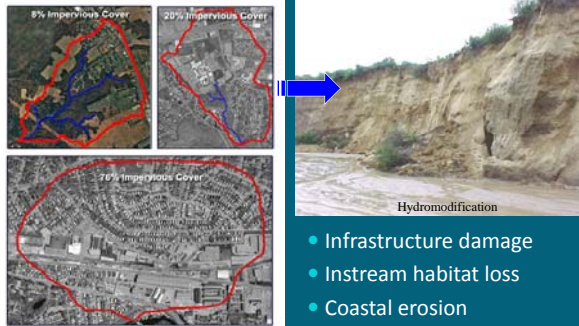 8% Impervious Cover
20% Impervious Cover
76% Impervious Cover
Hydromodification
• Infrastructure damage
• Instream habitat loss
• Coastal erosion